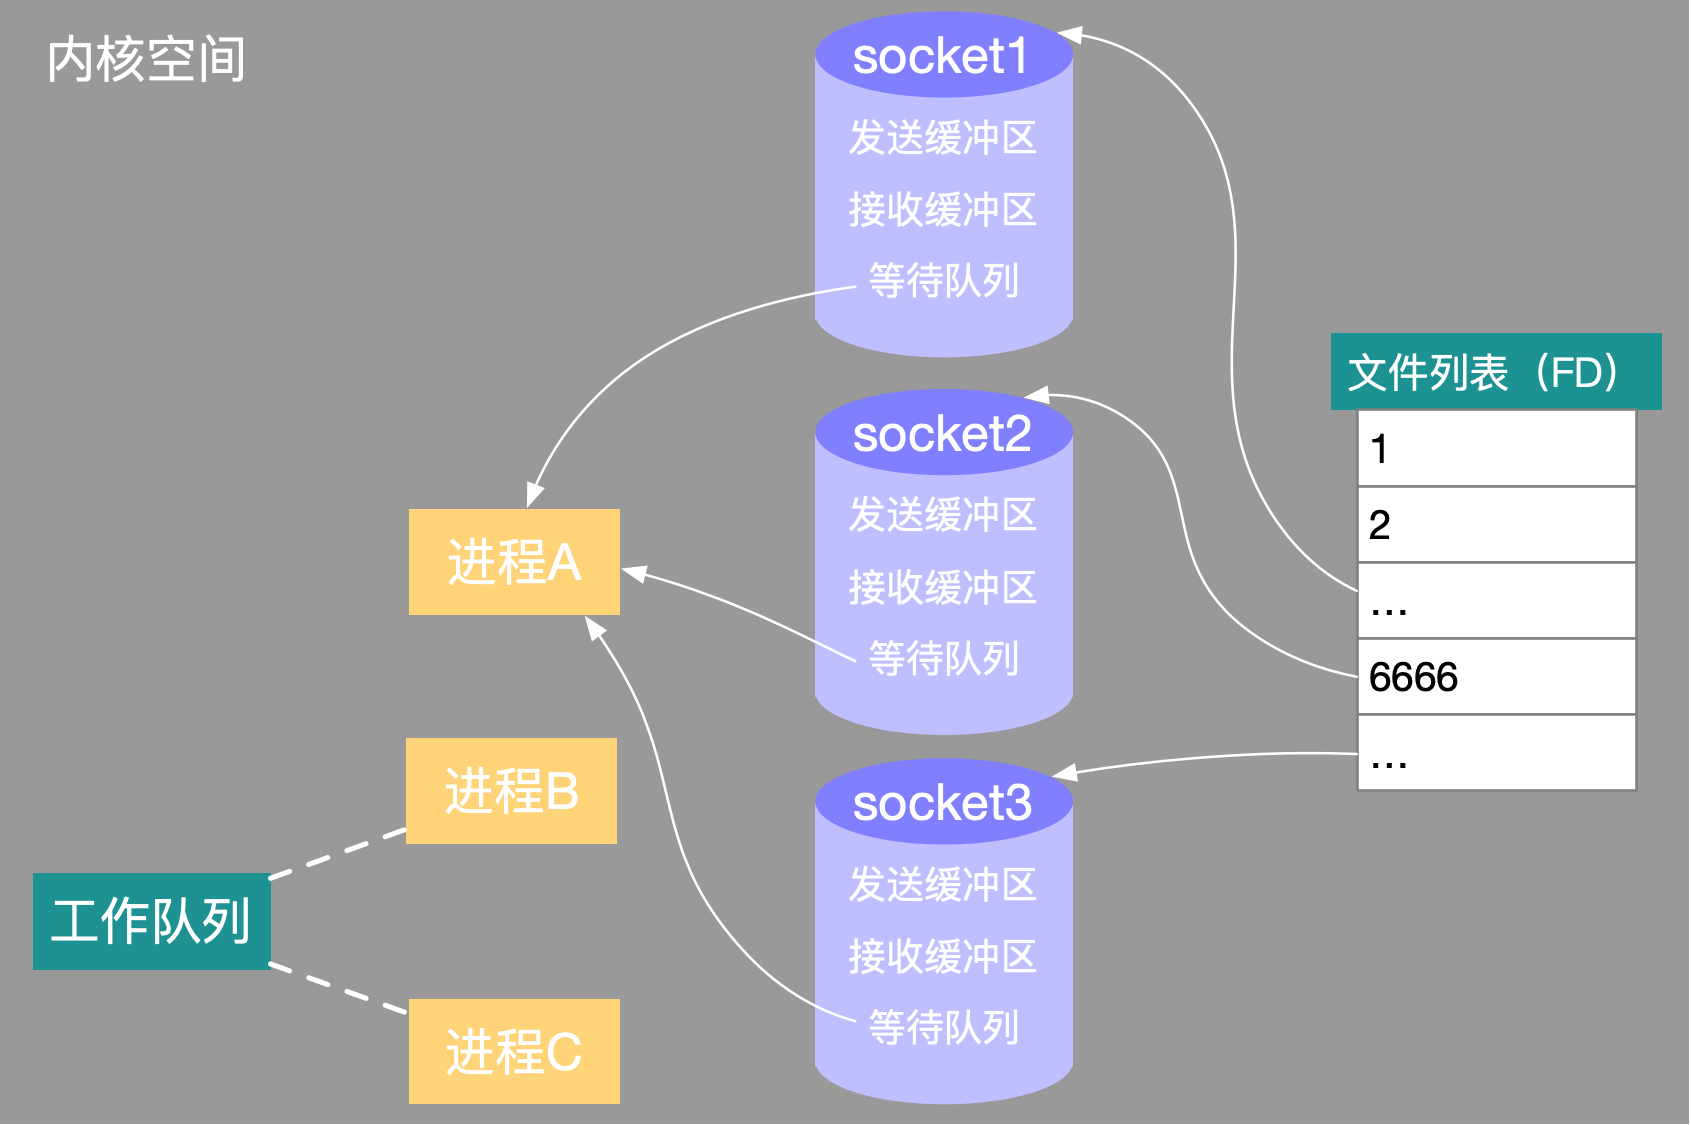 内核空间
socket1
发送缓冲区
接收缓冲区
等待队列
socket2
发送缓冲区
接收缓冲区
等待队列
socket3
发送缓冲区
接收缓冲区
等待队列
进程A
进程B
工作队列
进程C
文件列表（FD）
1
2
...
6666
...